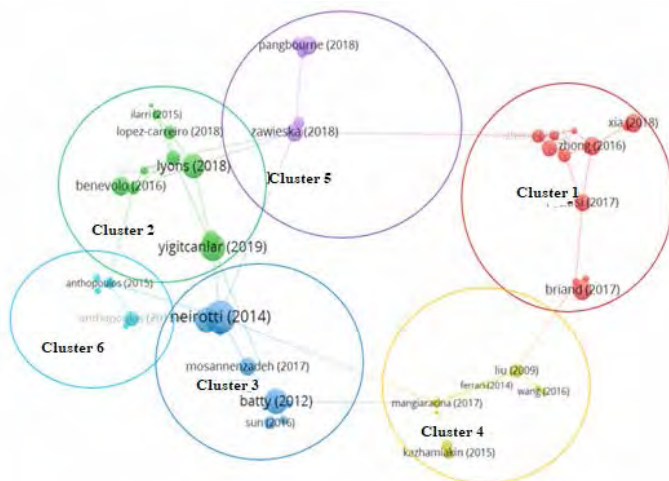 pangbourne (2018)
zawieska (2018)
Cluster 5
ilarri (2015)
lopez-carreiro (2018)
lyons (2018)
benevolo (2016)
Cluster 2
yigitcanlar (2019)
xia (2018)
zhong (2016)
Cluster 1
(2017)
briand (2017)
anthopoulos (2015)
Cluster 6
neirotti (2014)
mosannenzadeh (2017)
Cluster 3
batty (2012)
sun (2016)
liu (2009)
ferrara (2014)
wang (2016)
mangiaracina (2017)
Cluster 4
kazhamiakin (2015)